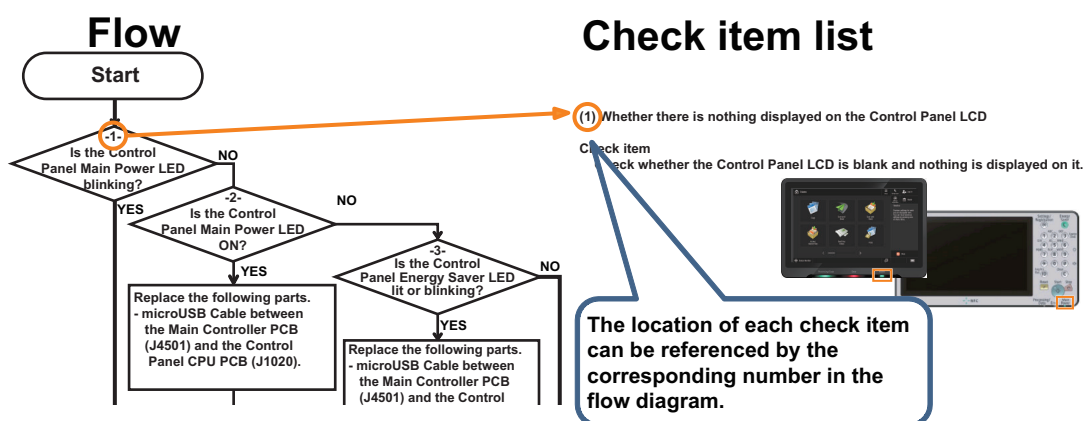 Flow
Start
-1-
Is the Control
Panel Main Power LED
blinking?
NO
YES
-2-
Is the Control
Panel Main Power LED
ON?
NO
YES
-3-
Is the Control
Panel Energy Saver LED
lit or blinking?
NO
YES
Replace the following parts.
- microUSB Cable between
the Main Controller PCB
(J4501) and the Control
Panel CPU PCB (J1020).
Replace the following parts.
- microUSB Cable between
the Main Controller PCB
(J4501) and the Control
Check item list
(1) Whether there is nothing displayed on the Control Panel LCD
Check item
Check whether the Control Panel LCD is blank and nothing is displayed on it.
The location of each check item
can be referenced by the
corresponding number in the
flow diagram.